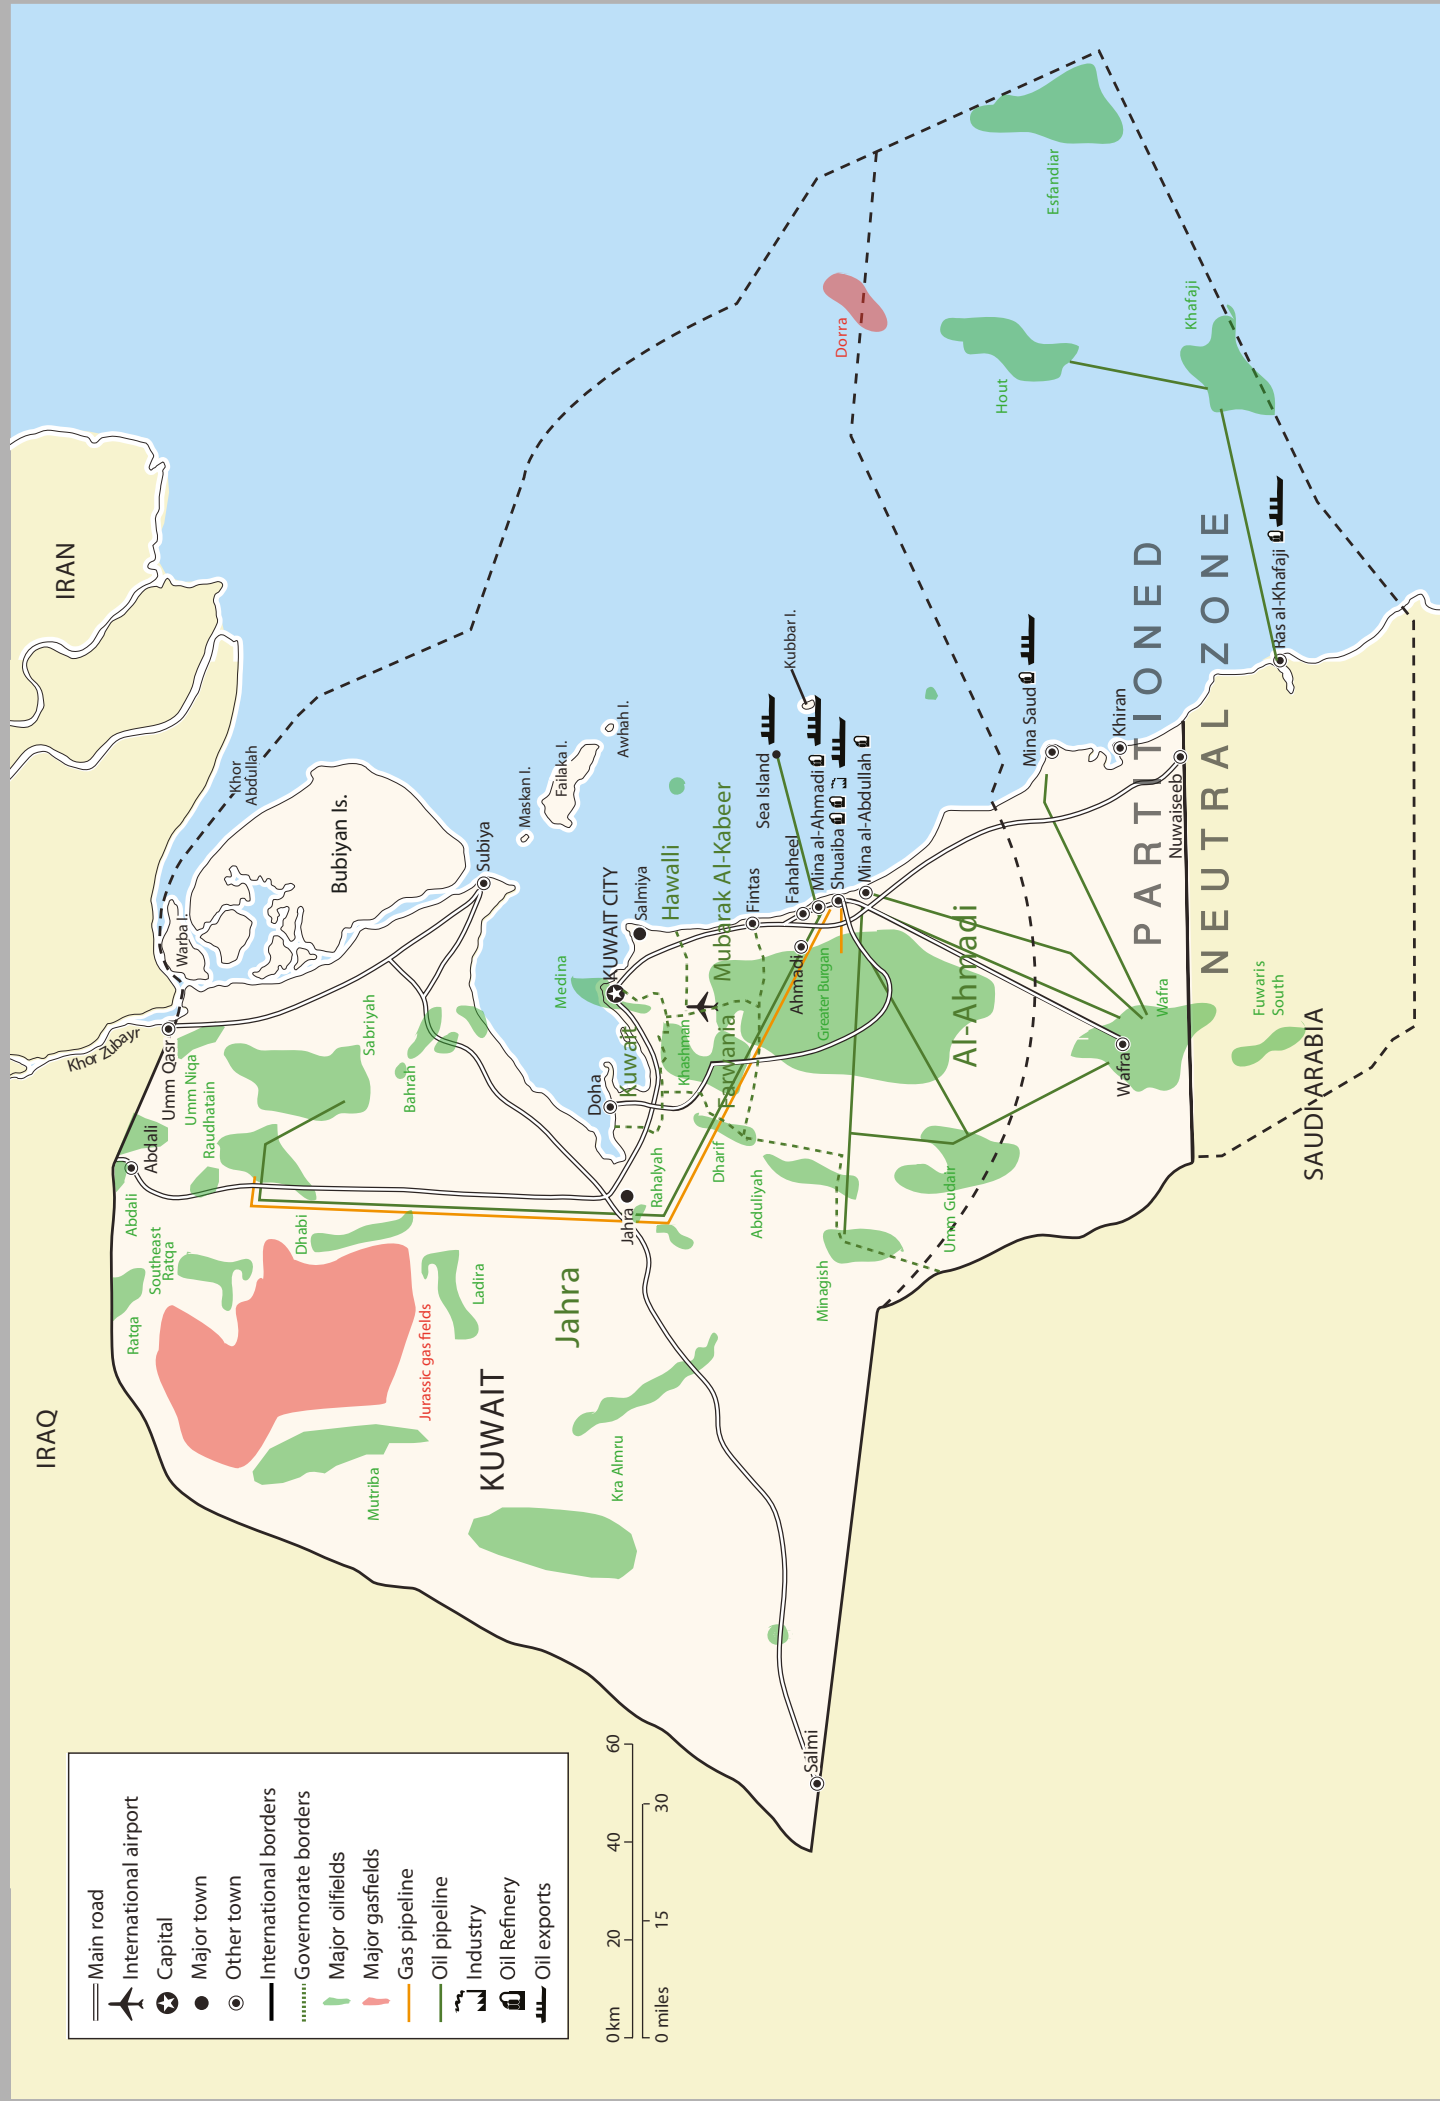 IRAN
IRAQ
Khor Zubayr
Khor
Abdullah
Warba I.
Bubiyan Is.
Umm Qasr
Umm Niqa
Abdali
Abdali
Raudhatan
Sabriyah
Bahrah
Southeast
Ratqa
Ratqa
Dhabi
Jurassic gas fields
Ladira
Mutriba
KUWAIT
Jahra
Kra Almru
Subiya
Maskan I.
Failaka I.
Awhah I.
Medina
KUWAIT CITY
Salmiya
Hawalli
Mubarak Al-Kabeer
Doha
Kuwait
Khashman
Farwania
Jahra
Rahalyah
Dharif
Abduliyah
Minagish
Umm Gudair
Fintas
Fahaheel
Ahmadi
Greater Burgan
Sea Island
Kubbar I.
Mina al-Ahmadi
Shuaiba
Mina al-Abdullah
Al-Ahmadi
Mina Saud
Khiran
Nuwaiseeb
Wafra
Wafra
PARTITIONED
NEUTRAL ZONE
Ras al-Khafaji
Fuwaris
South
SAUDI ARABIA
Dorra
Hout
Khafaji
Esfandiar
Salmi
Main road
International airport
Capital
Major town
Other town
International borders
Governorate borders
Major oilfields
Major gasfields
Gas pipeline
Oil pipeline
Industry
Oil Refinery
Oil exports
0 km 20 40 60
0 miles 15 30